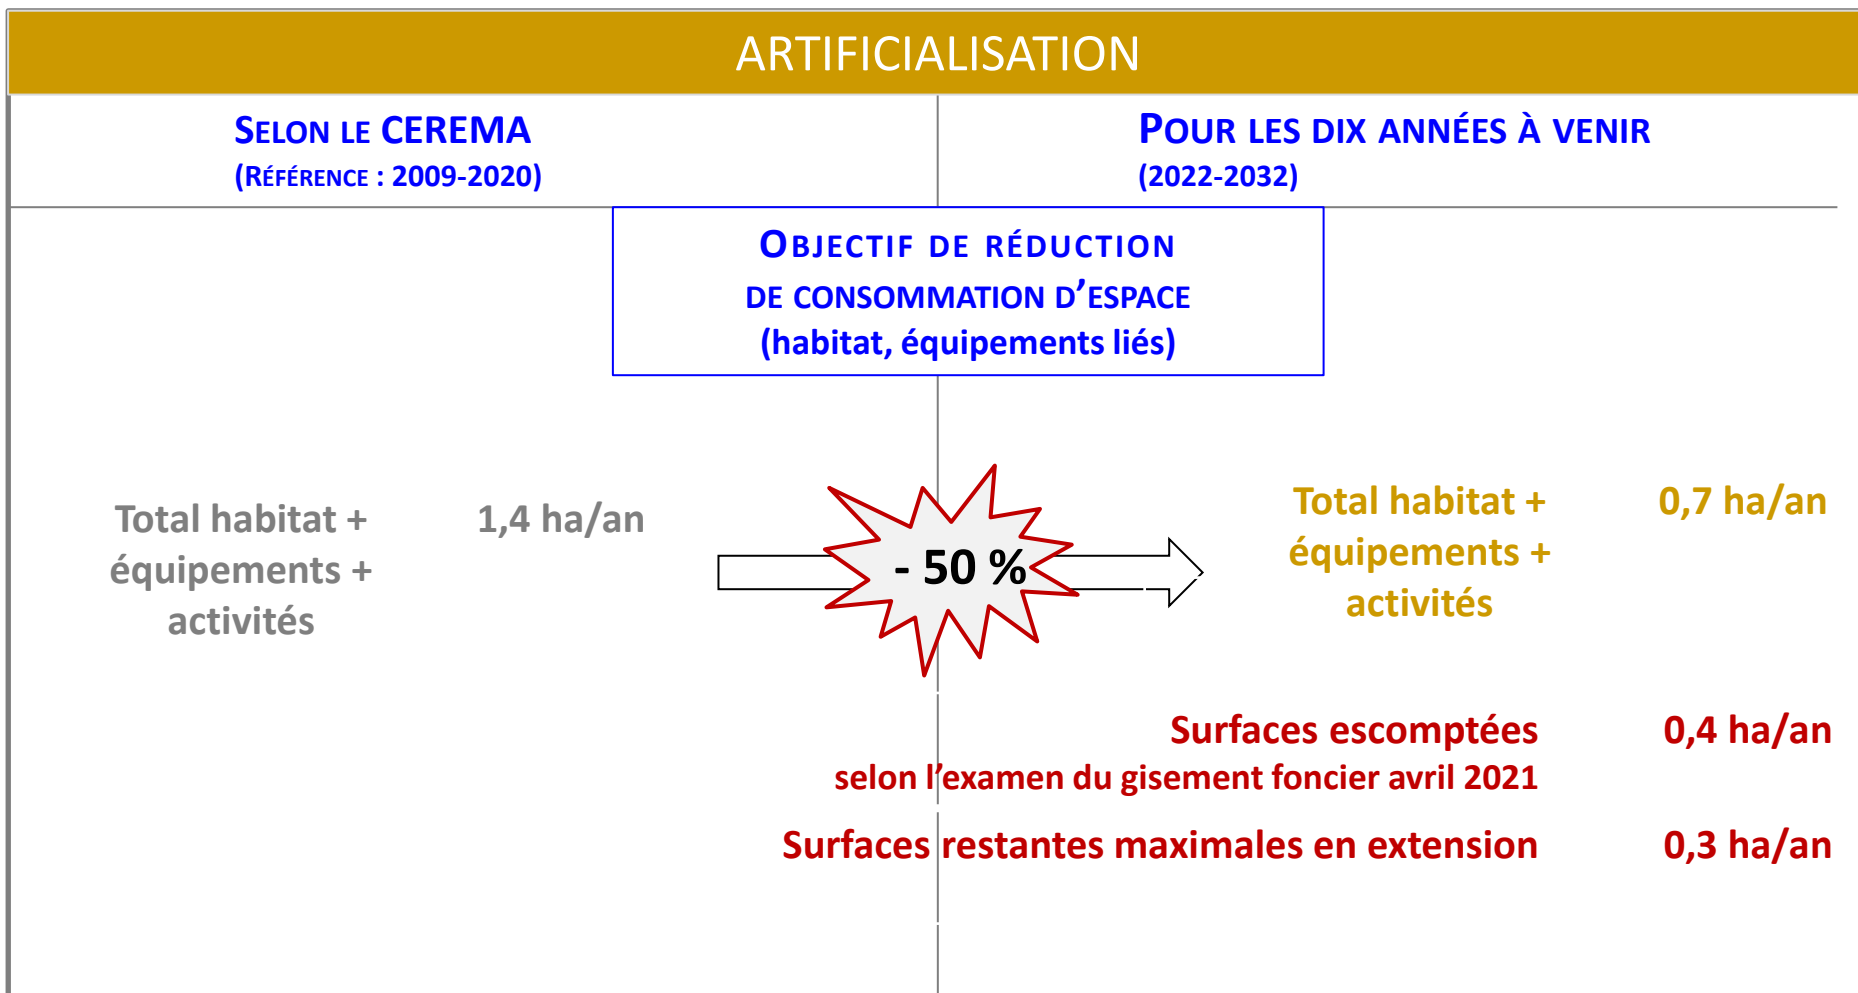 ARTIFICIALISATION
SELON LE CEREMA
(RÉFÉRENCE : 2009-2020)
POUR LES DIX ANNÉES À VENIR
(2022-2032)
OBJECTIF DE RÉDUCTION
DE CONSOMMATION D'ESPACE
(habitat, équipements liés)
Total habitat +
équipements +
activités
1,4 ha/an
- 50 %
Total habitat +
équipements +
activités
0,7 ha/an
Surfaces escomptées
selon l'examen du gisement foncier avril 2021
0,4 ha/an
Surfaces restantes maximales en extension
0,3 ha/an